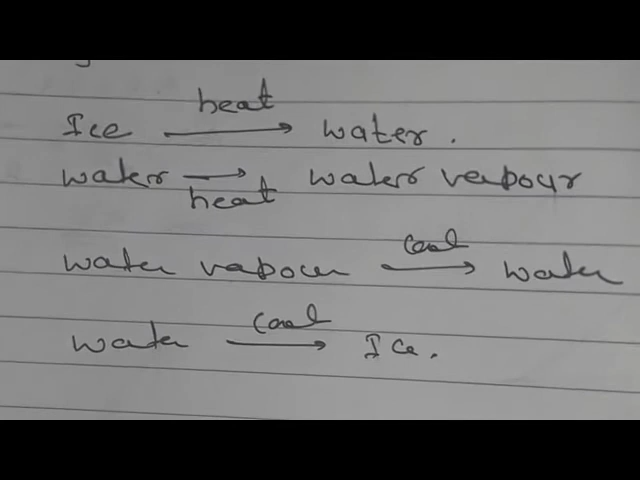 Ice heat → water.
water → heat water vapour
water vapour cool → water
water cool → Ice.